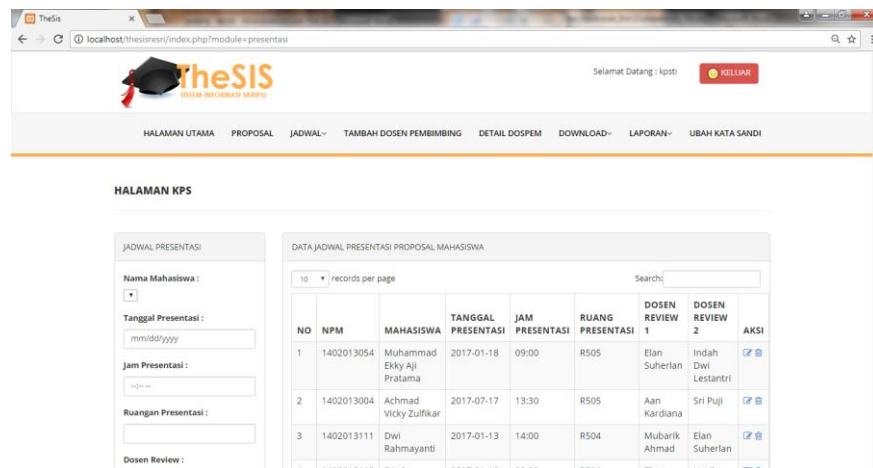 TheSis
localhost/thesisresri/index.php?module=presentasi
TheSIS
SISTEM INFORMASI SKRIPSI
Selamat Datang : kpsti
KELUAR
HALAMAN UTAMA PROPOSAL JADWAL TAMBAH DOSEN PEMBIMBING DETAIL DOSPEM DOWNLOAD LAPORAN UBAH KATA SANDI
HALAMAN KPS
JADWAL PRESENTASI
Nama Mahasiswa :
Tanggal Presentasi :
mm/dd/yyyy
Jam Presentasi :
--:-- --
Ruangan Presentasi :
Dosen Review :
DATA JADWAL PRESENTASI PROPOSAL MAHASISWA
10 records per page
Search:
NO NPM MAHASISWA TANGGAL PRESENTASI JAM PRESENTASI RUANG PRESENTASI DOSEN REVIEW 1 DOSEN REVIEW 2 AKSI
1 1402013054 Muhammad Ekky Aji Pratama 2017-01-18 09:00 R505 Elan Suherlan Indah Dwi Lestantri
2 1402013004 Achmad Vicky Zulfikar 2017-07-17 13:30 R505 Aan Kardiana Sri Puji
3 1402013111 Dwi Rahmayanti 2017-01-13 14:00 R504 Mubarik Ahmad Elan Suherlan